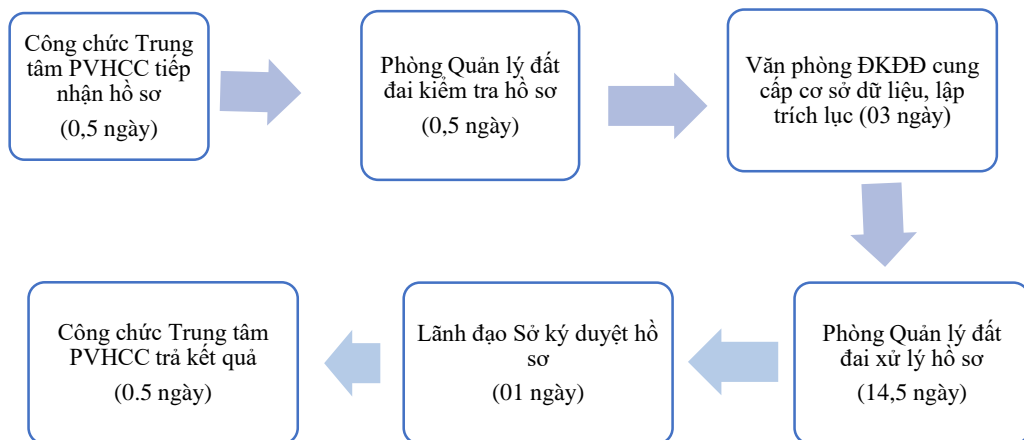 Công chức Trung
tâm PVHCC tiếp
nhận hồ sơ
(0,5 ngày)
Phòng Quản lý đất
đai kiểm tra hồ sơ
(0,5 ngày)
Văn phòng ĐKĐĐ cung
cấp cơ sở dữ liệu, lập
trích lục (03 ngày)
Phòng Quản lý đất
đai xử lý hồ sơ
(14,5 ngày)
Lãnh đạo Sở ký duyệt hồ
sơ
(01 ngày)
Công chức Trung tâm
PVHCC trả kết quả
(0.5 ngày)